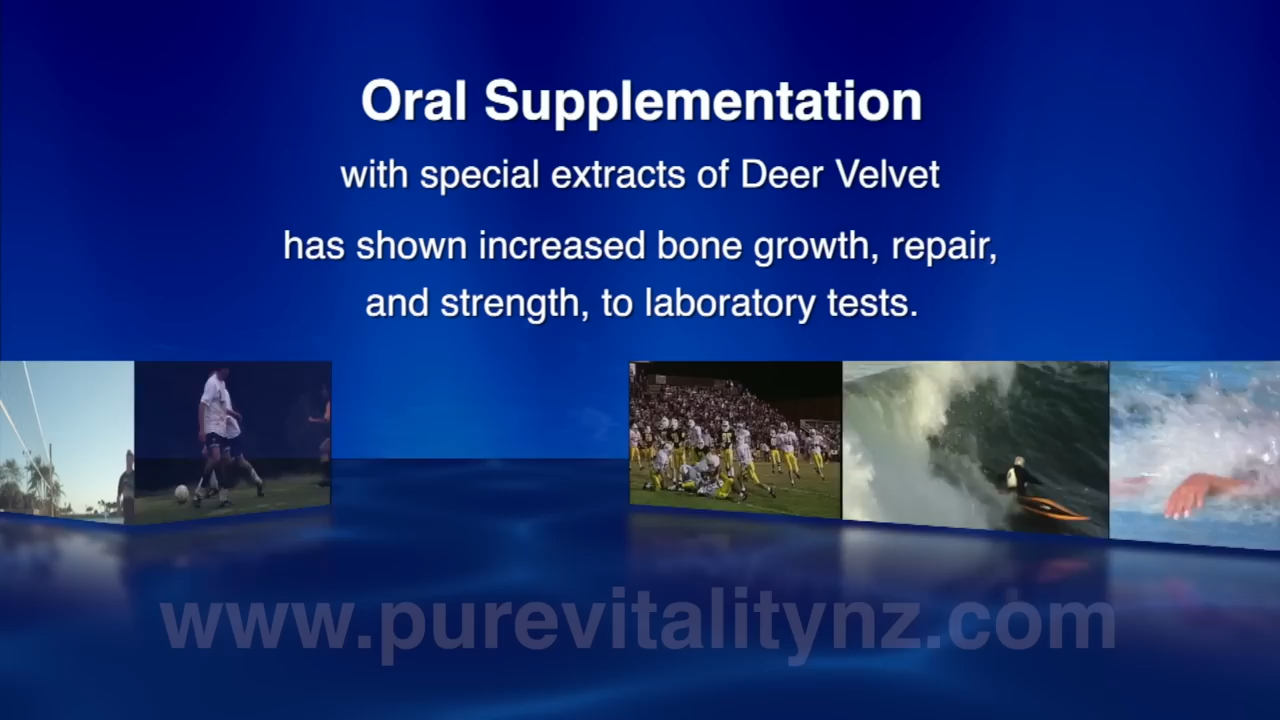 Oral Supplementation
with special extracts of Deer Velvet
has shown increased bone growth, repair,
and strength, to laboratory tests.
www.purevitalitynz.com